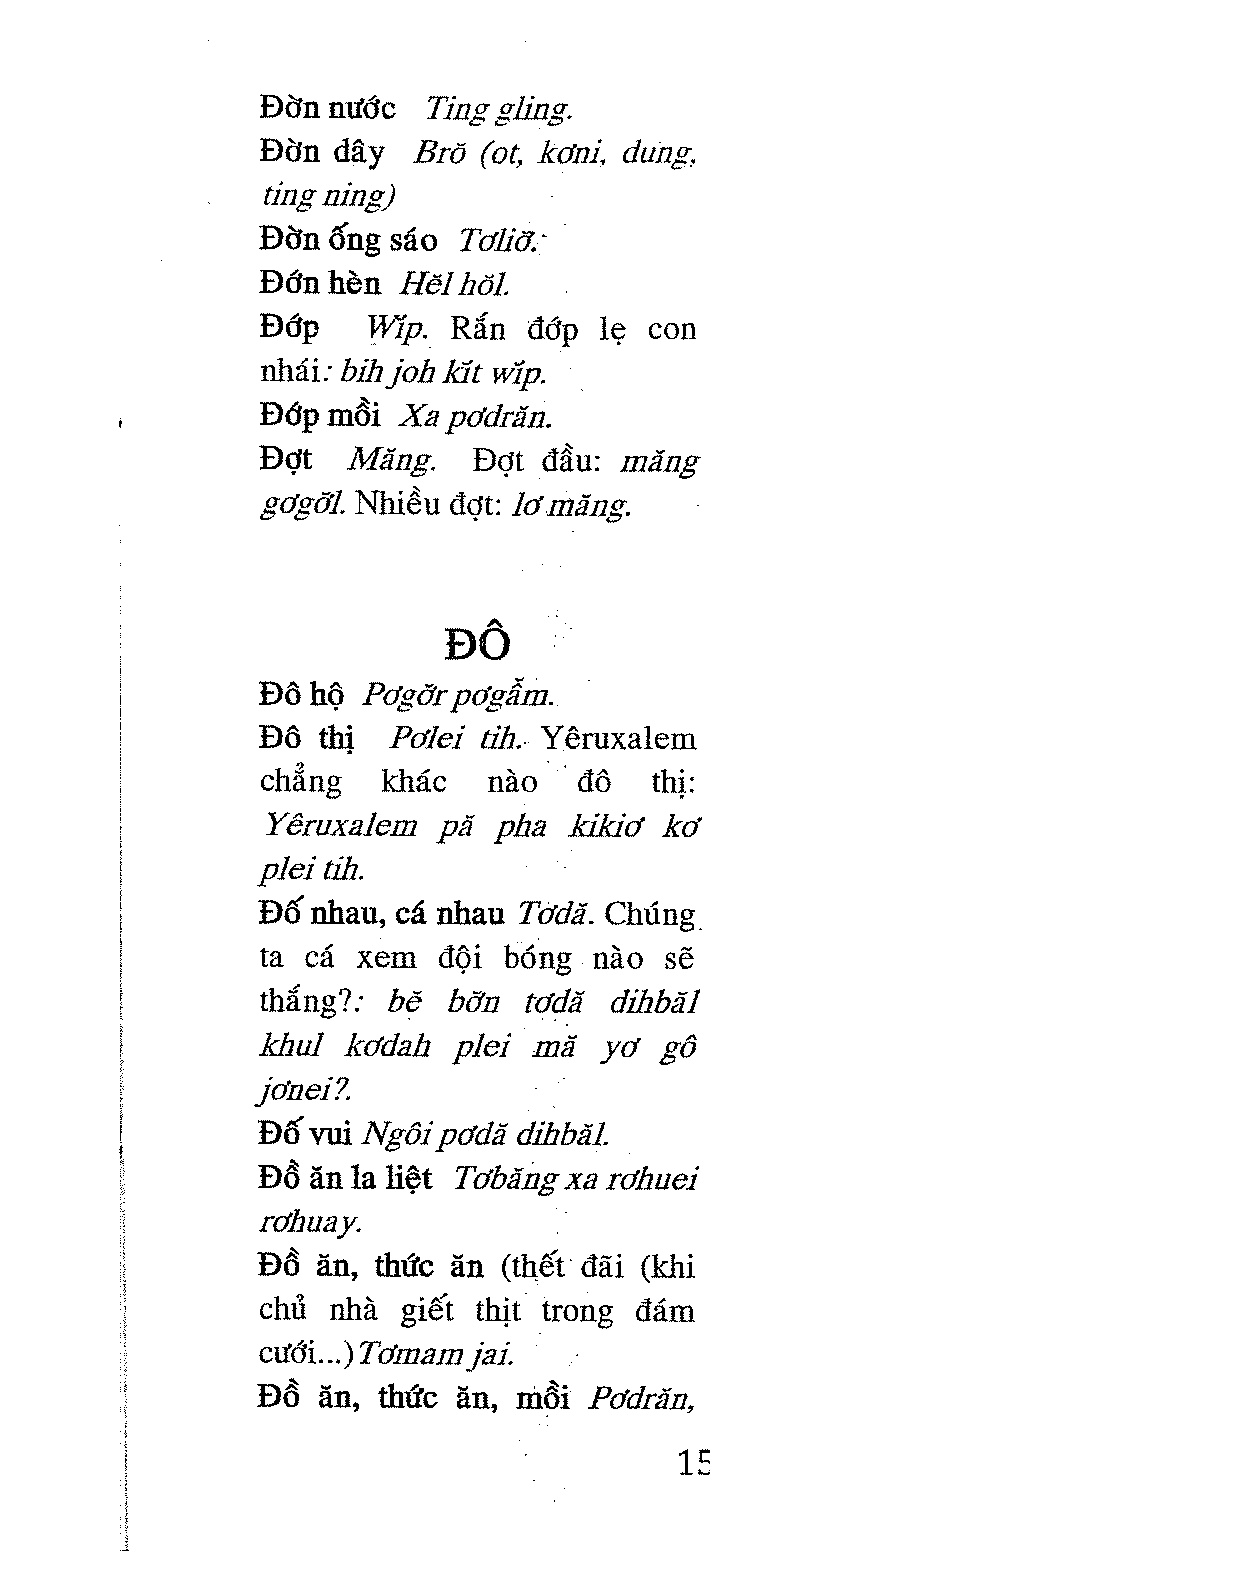 Đờn nước Ting gling.
Đờn dây Brŏ (ot, kơni, dung,
ting ning)
Đờn ống sáo Tơliơ̆.
Đớn hèn Hĕl hŏl.
Đớp Wĭp. Rắn đớp lẹ con
nhái: bih joh kĭt wĭp.
Đớp mồi Xa pơdrăn.
Đợt Măng. Đợt đầu: măng
gơgơ̆l. Nhiều đợt: lơ măng.
ĐÔ
Đô hộ Pơgơ̆r pơgẫm.
Đô thị Pơlei tih. Yêruxalem
chẳng khác nào đô thị:
Yêruxalem pă pha kikiơ kơ
plei tih.
Đố nhau, cá nhau Tơdă. Chúng
ta cá xem đội bóng nào sẽ
thắng?: bĕ bơ̆n tơdă dihbăl
khul kơdah plei mă yơ gô
jơnei?.
Đố vui Ngôi pơdă dihbăl.
Đồ ăn la liệt Tơbăng xa rơhuei
rơhuay.
Đồ ăn, thức ăn (thết đãi (khi
chủ nhà giết thịt trong đám
cưới...) Tơmam jai.
Đồ ăn, thức ăn, mồi Pơdrăn,
15